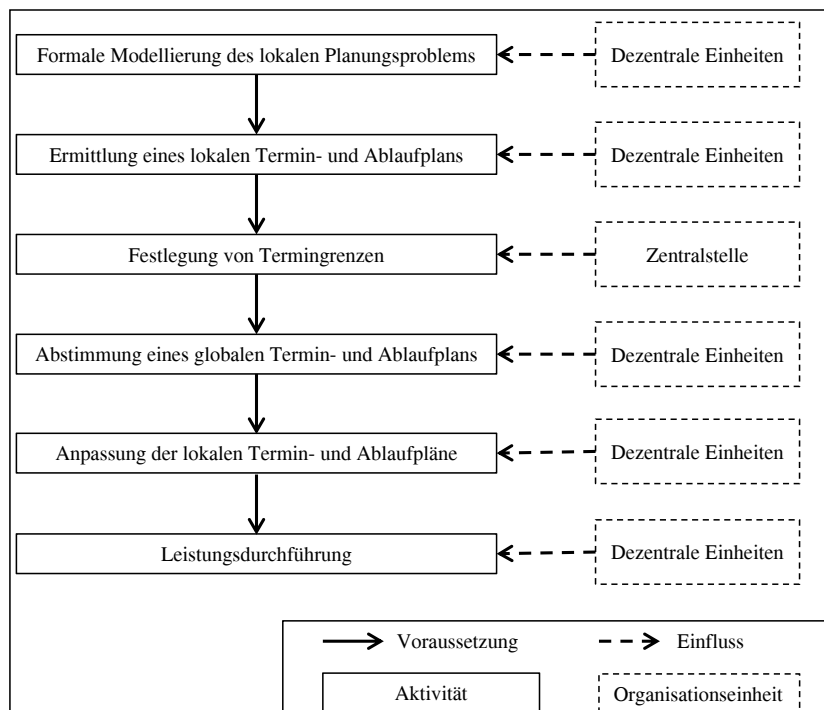 Formale Modellierung des lokalen Planungsproblems
Dezentrale Einheiten
Ermittlung eines lokalen Termin- und Ablaufplans
Dezentrale Einheiten
Festlegung von Termingrenzen
Zentralstelle
Abstimmung eines globalen Termin- und Ablaufplans
Dezentrale Einheiten
Anpassung der lokalen Termin- und Ablaufpläne
Dezentrale Einheiten
Leistungsdurchführung
Dezentrale Einheiten
Voraussetzung
Einfluss
Aktivität
Organisationseinheit